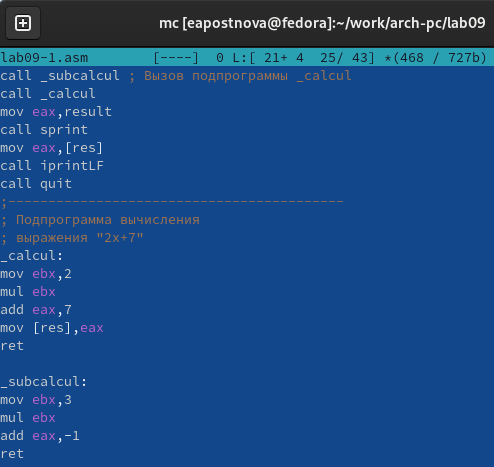 mc [eapostnova@fedora]:~/work/arch-pc/lab09
lab09-1.asm [----] 0 L:[ 21+ 4 25/ 43] *(468 / 727b)
call _subcalcul ; Вызов подпрограммы _calcul
call _calcul
mov eax,result
call sprint
mov eax,[res]
call iprintLF
call quit
;------------------------------------------
; Подпрограмма вычисления
; выражения "2x+7"
_calcul:
mov ebx,2
mul ebx
add eax,7
mov [res],eax
ret
_subcalcul:
mov ebx,3
mul ebx
add eax,-1
ret